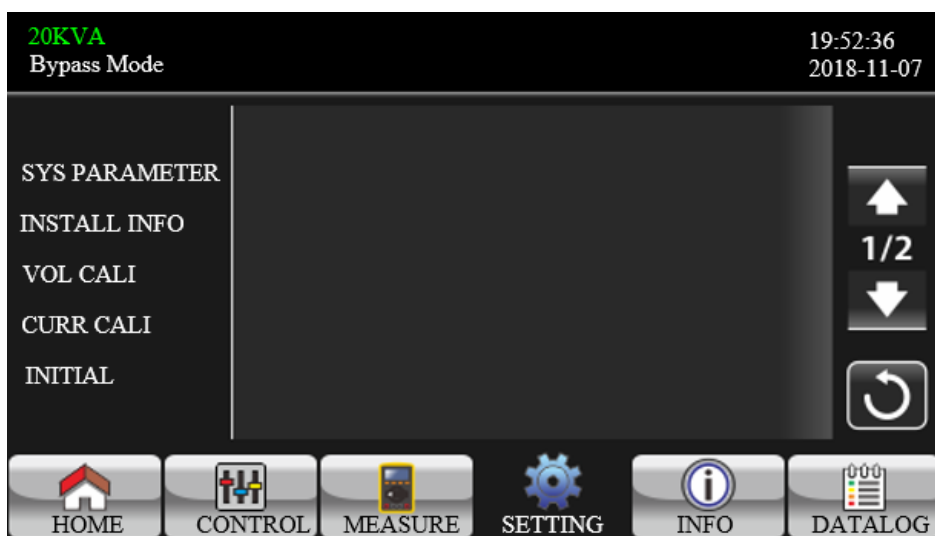 20KVA
Bypass Mode
19:52:36
2018-11-07
SYS PARAMETER
INSTALL INFO
VOL CALI
CURR CALI
INITIAL
1/2
HOME
CONTROL
MEASURE
SETTING
INFO
DATALOG